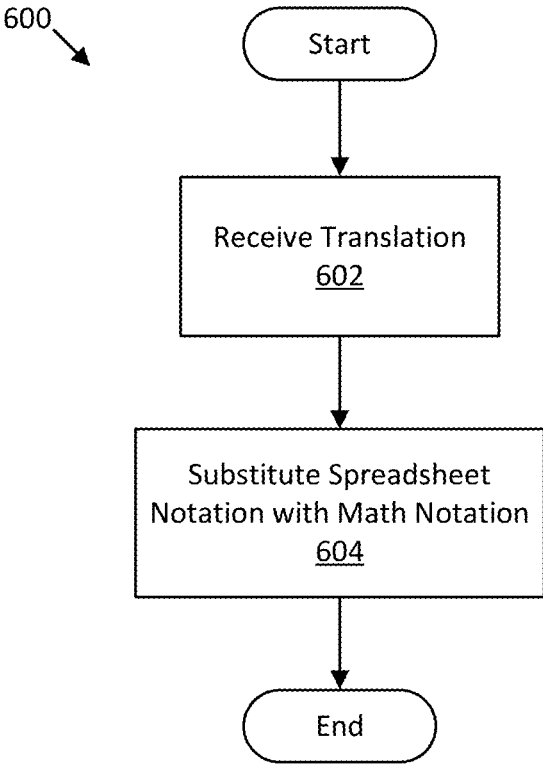 600
Start
Receive Translation
602
Substitute Spreadsheet
Notation with Math Notation
604
End